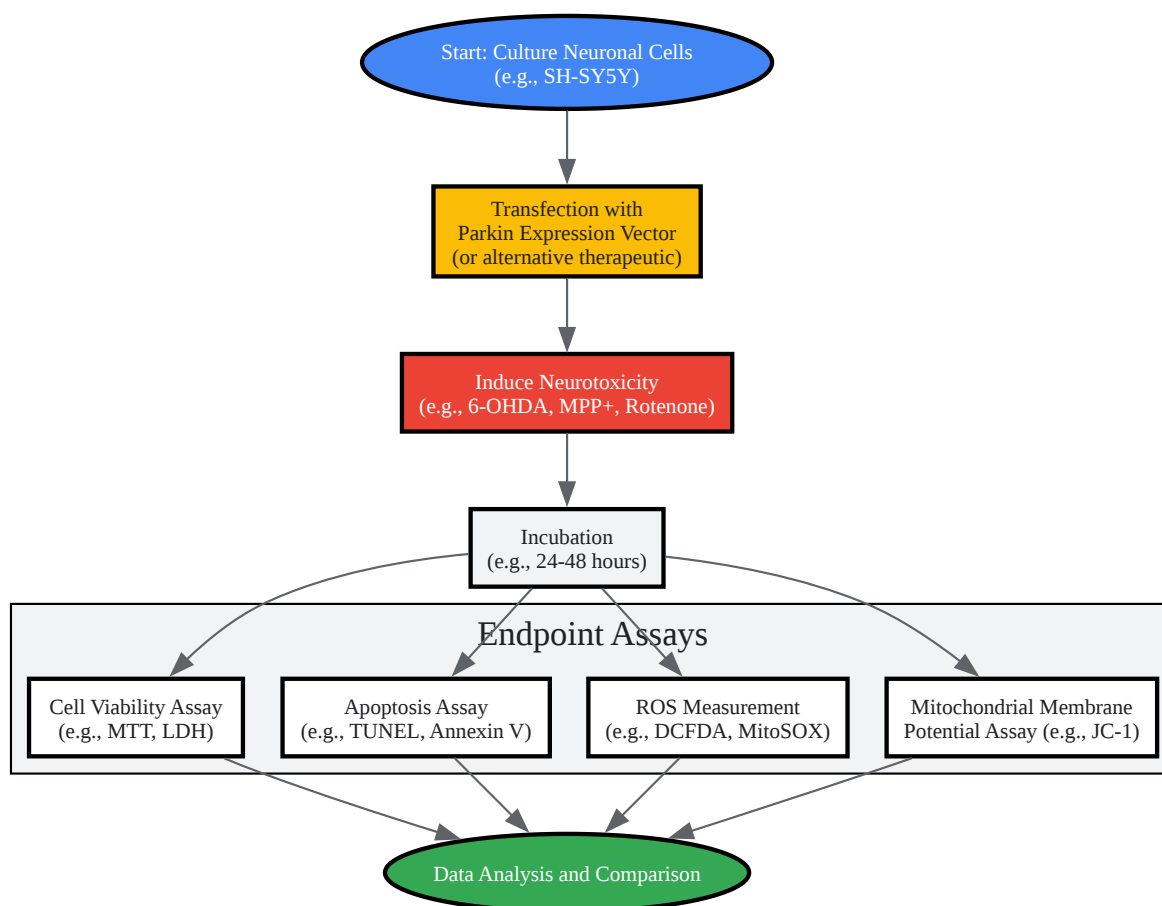 Start: Culture Neuronal Cells
(e.g., SH-SY5Y)
Transfection with
Parkin Expression Vector
(or alternative therapeutic)
Induce Neurotoxicity
(e.g., 6-OHDA, MPP+, Rotenone)
Incubation
(e.g., 24-48 hours)
Endpoint Assays
Cell Viability Assay
(e.g., MTT, LDH)
Apoptosis Assay
(e.g., TUNEL, Annexin V)
ROS Measurement
(e.g., DCFDA, MitoSOX)
Mitochondrial Membrane
Potential Assay (e.g., JC-1)
Data Analysis and Comparison